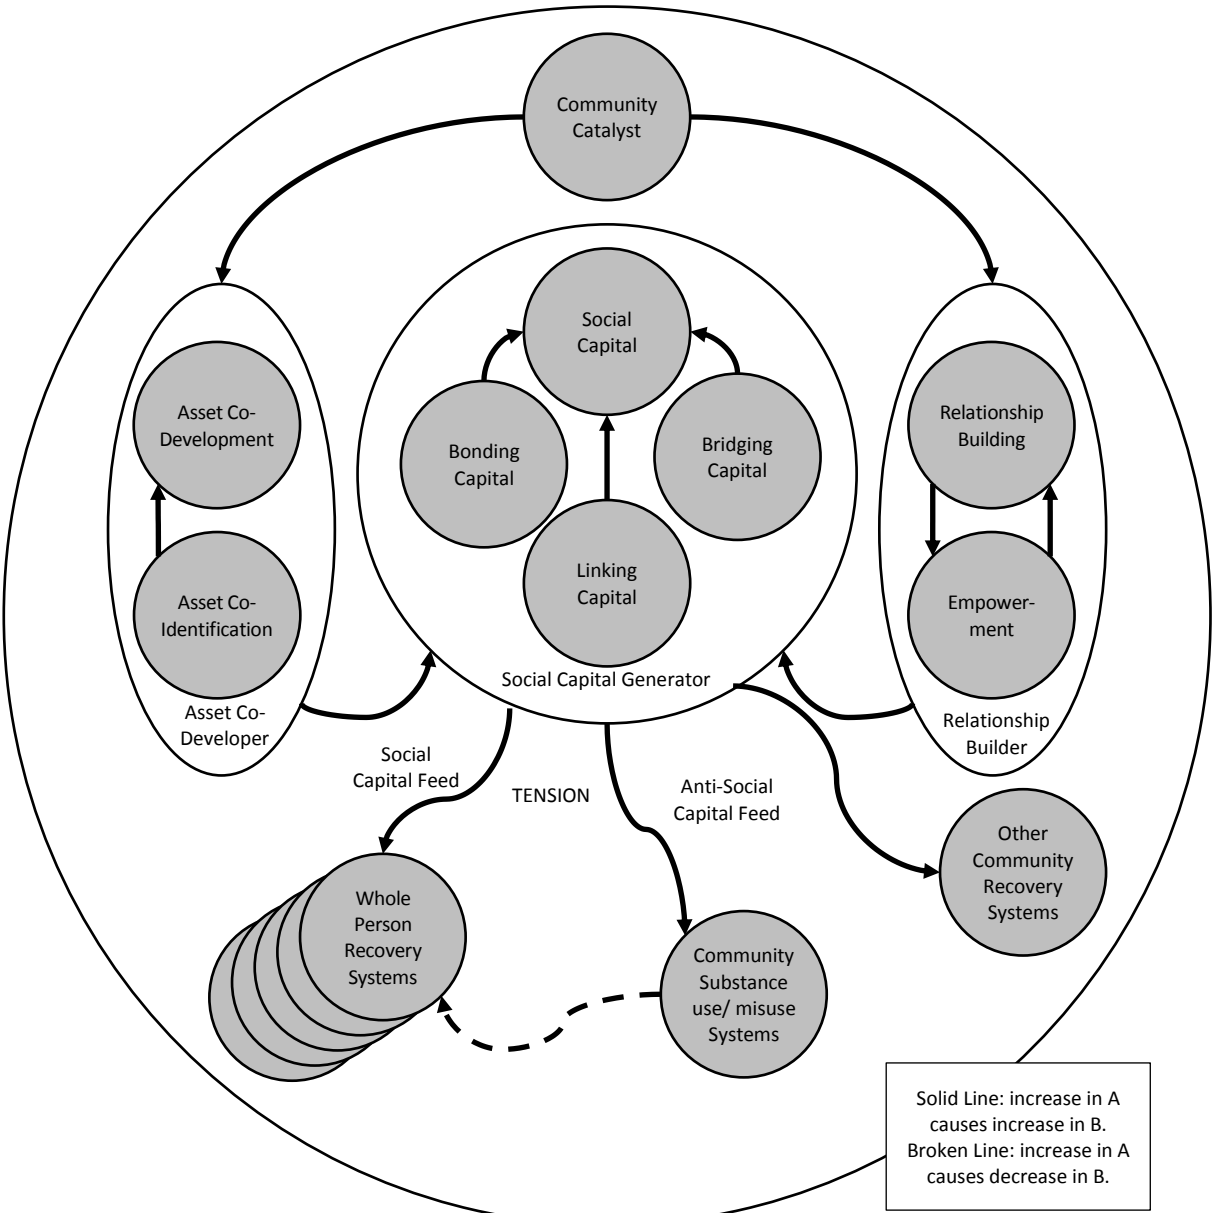 Community
Catalyst
Social
Capital
Asset Co-
Development
Relationship
Building
Bonding
Capital
Bridging
Capital
Linking
Capital
Asset Co-
Identification
Empower-
ment
Social Capital Generator
Asset Co-
Developer
Relationship
Builder
Social
Capital Feed
TENSION
Anti-Social
Capital Feed
Other
Community
Recovery
Systems
Whole
Person
Recovery
Systems
Community
Substance
use/ misuse
Systems
Solid Line: increase in A
causes increase in B.
Broken Line: increase in A
causes decrease in B.